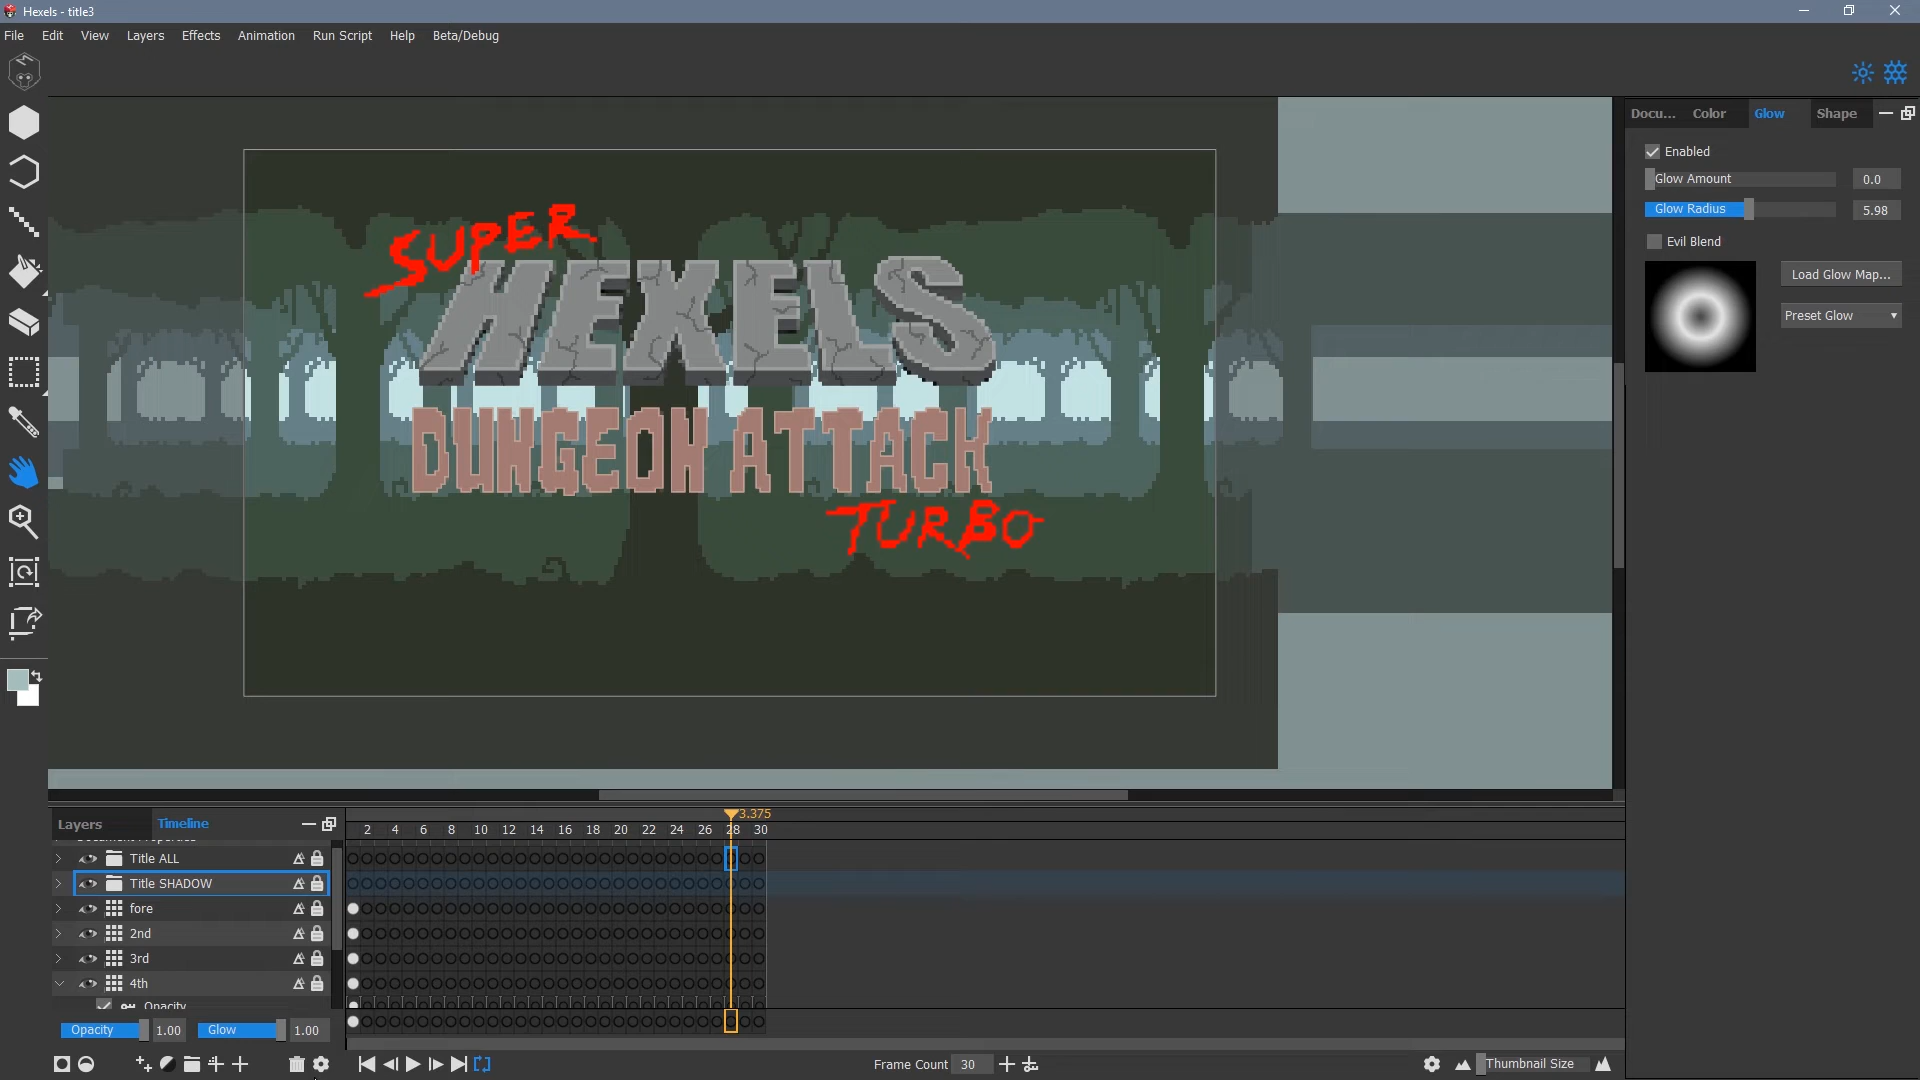 Hexels - title3
File Edit View Layers Effects Animation Run Script Help Beta/Debug
Docu... Color Glow Shape
Enabled
Glow Amount 0.0
Glow Radius 5.98
Evil Blend
Load Glow Map...
Preset Glow
SUPER
HEXELS
DUNGEON ATTACK
TURBO
Layers Timeline
3.375
2 4 6 8 10 12 14 16 18 20 22 24 26 28 30
Title ALL
Title SHADOW
fore
2nd
3rd
4th
Opacity
Opacity 1.00 Glow 1.00
Frame Count 30
Thumbnail Size